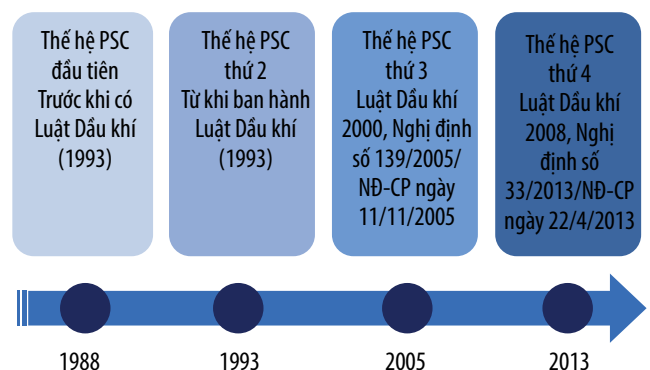 Thế hệ PSC
đầu tiên
Trước khi có
Luật Dầu khí
(1993)
Thế hệ PSC
thứ 2
Từ khi ban hành
Luật Dầu khí
(1993)
Thế hệ PSC
thứ 3
Luật Dầu khí
2000, Nghị định
số 139/2005/
NĐ-CP ngày
11/11/2005
Thế hệ PSC
thứ 4
Luật Dầu khí
2008, Nghị
định số
33/2013/NĐ-CP
ngày 22/4/2013
1988
1993
2005
2013